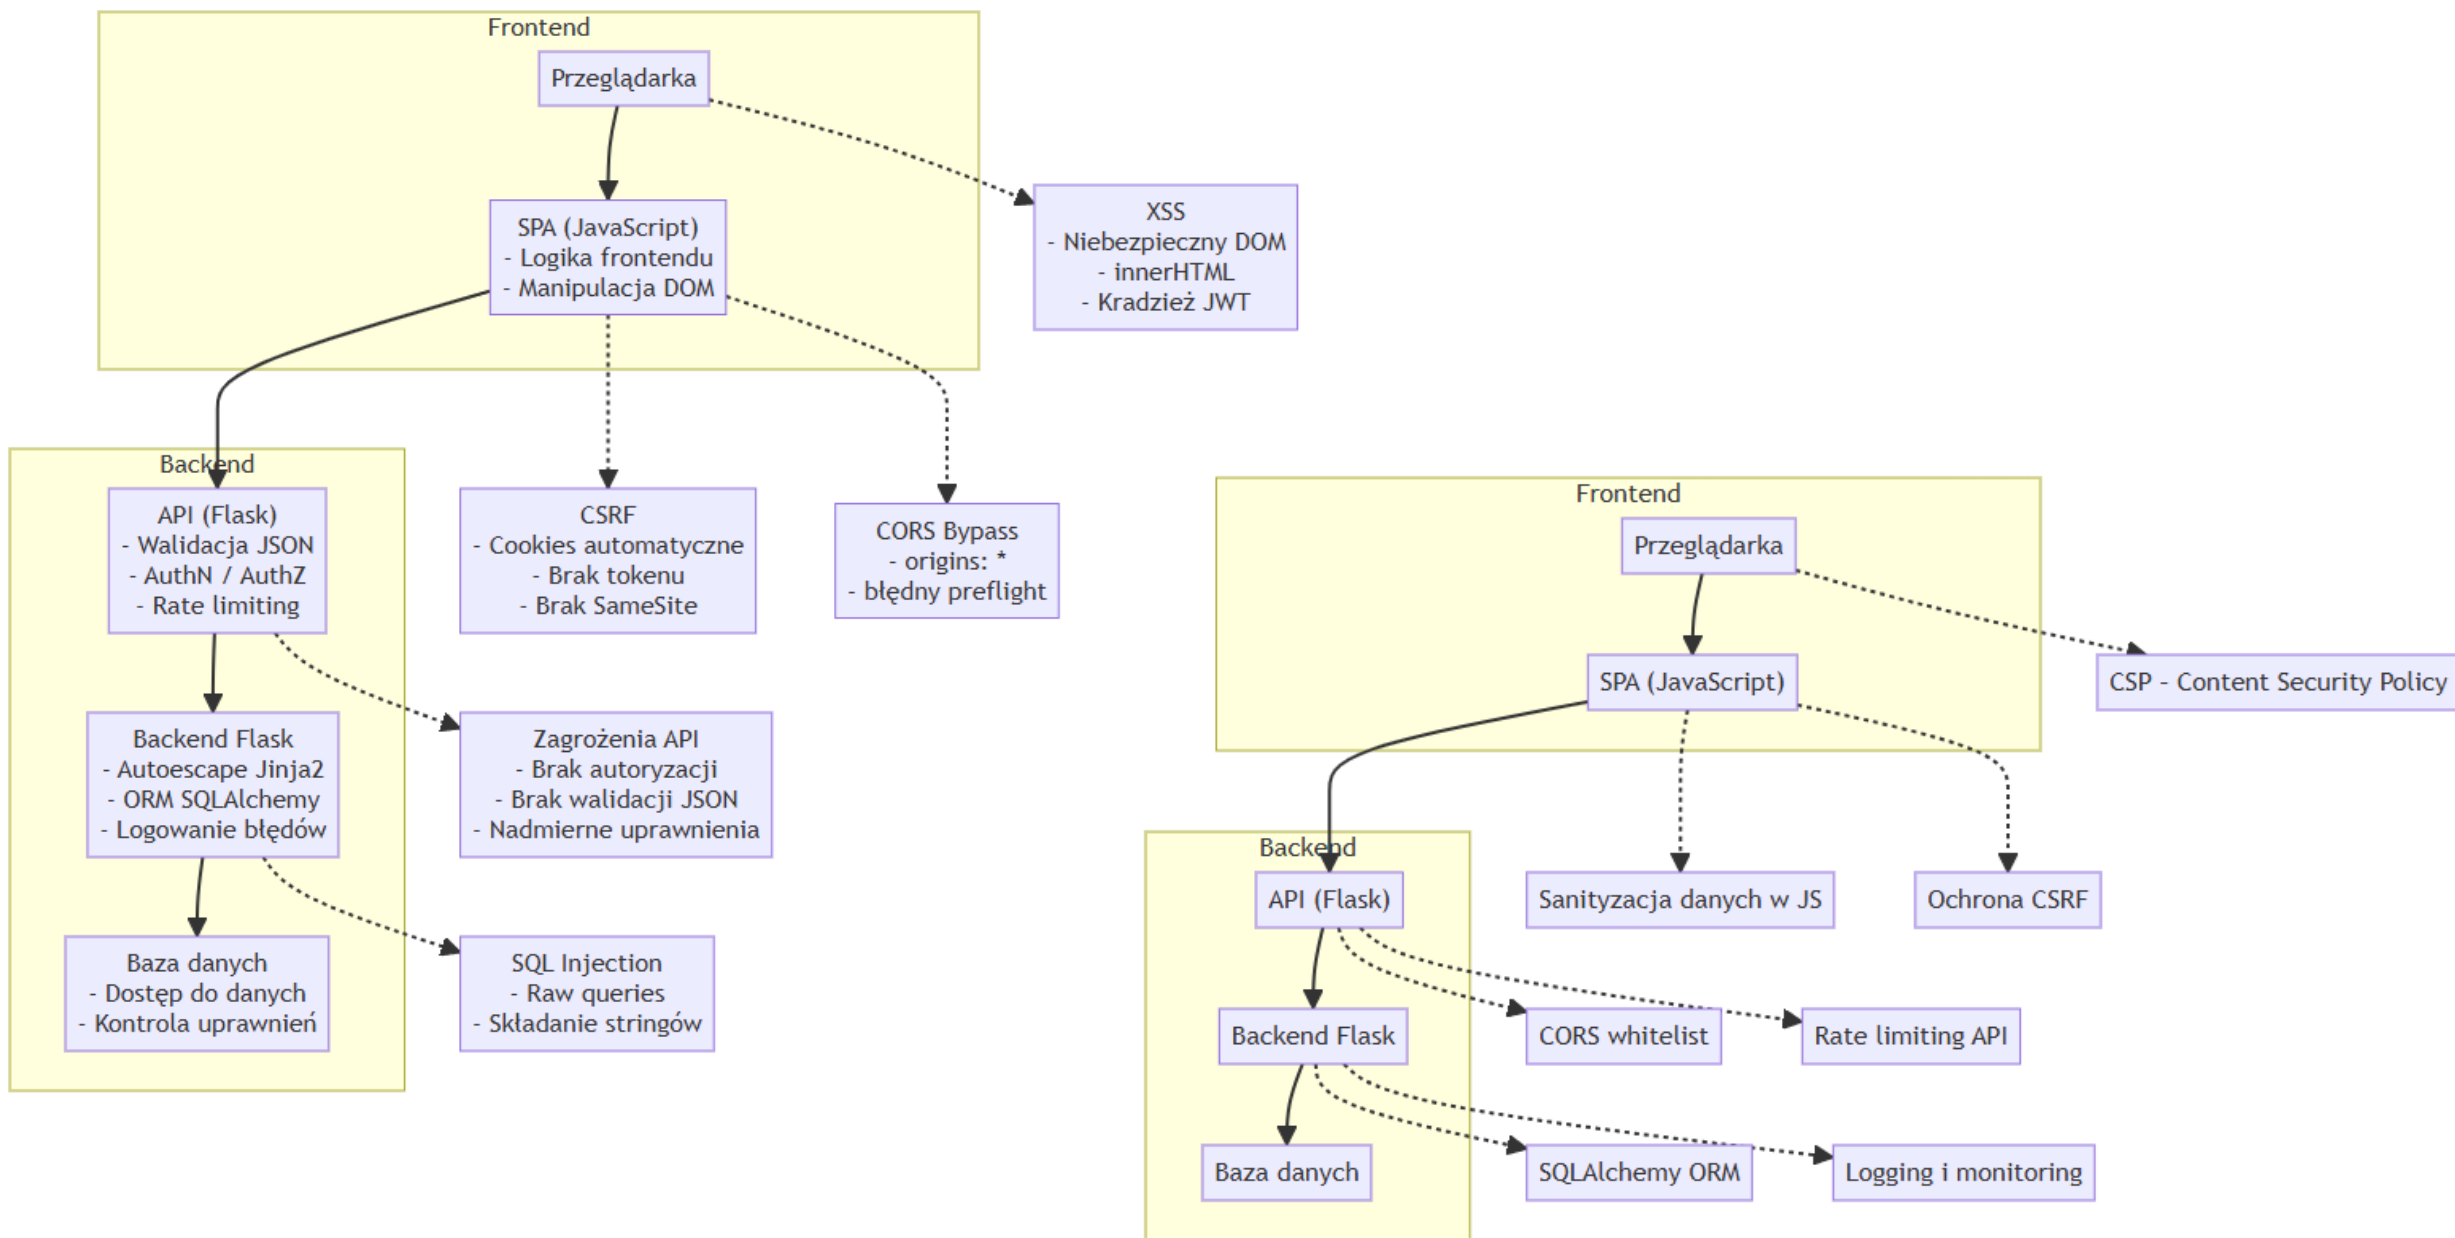 Frontend
Przeglądarka
SPA (JavaScript)
- Logika frontendu
- Manipulacja DOM
XSS
- Niebezpieczny DOM
- innerHTML
- Kradzież JWT
Backend
API (Flask)
- Walidacja JSON
- AuthN / AuthZ
- Rate limiting
CSRF
- Cookies automatyczne
- Brak tokenu
- Brak SameSite
CORS Bypass
- origins: *
- błędny preflight
Backend Flask
- Autoescape Jinja2
- ORM SQLAlchemy
- Logowanie błędów
Zagrożenia API
- Brak autoryzacji
- Brak walidacji JSON
- Nadmierne uprawnienia
Baza danych
- Dostęp do danych
- Kontrola uprawnień
SQL Injection
- Raw queries
- Składanie stringów
Frontend
Przeglądarka
SPA (JavaScript)
CSP - Content Security Policy
Backend
API (Flask)
Sanityzacja danych w JS
Ochrona CSRF
Backend Flask
CORS whitelist
Rate limiting API
Baza danych
SQLAlchemy ORM
Logging i monitoring